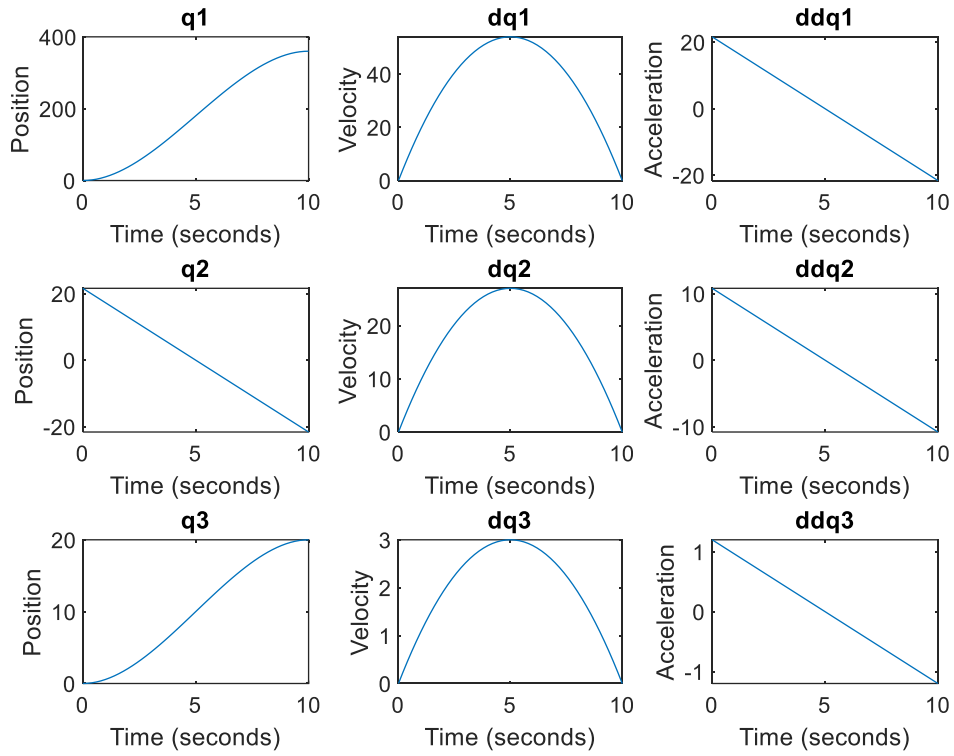 q1 dq1 ddq1
400 200 0
Position
40 20 0
Velocity
20 0 -20
Acceleration
0 5 10 0 5 10 0 5 10
Time (seconds) Time (seconds) Time (seconds)
q2 dq2 ddq2
20 0 -20
Position
20 10 0
Velocity
10 0 -10
Acceleration
0 5 10 0 5 10 0 5 10
Time (seconds) Time (seconds) Time (seconds)
q3 dq3 ddq3
20 10 0
Position
3 2 1 0
Velocity
1 0 -1
Acceleration
0 5 10 0 5 10 0 5 10
Time (seconds) Time (seconds) Time (seconds)